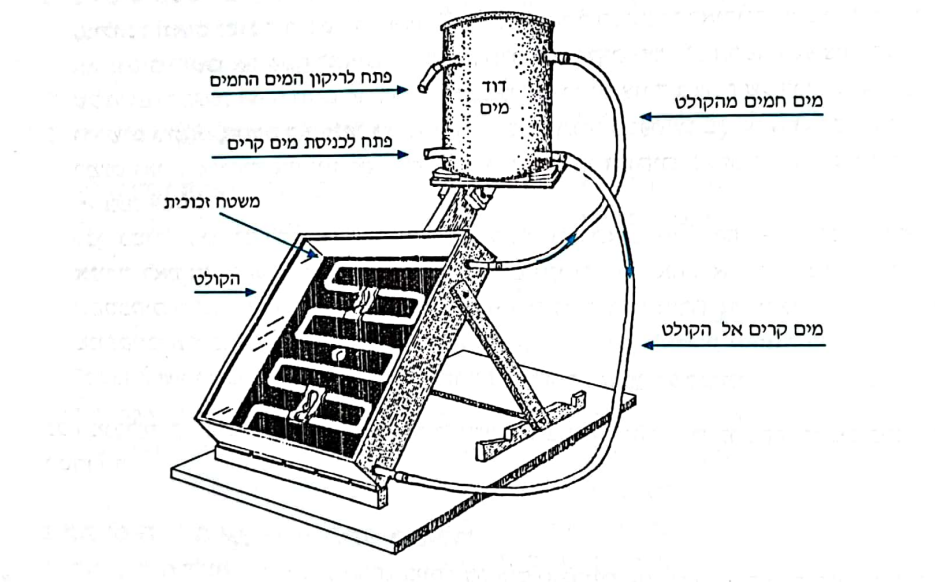 דוד
מים
פתח לריקון המים החמים
מים חמים מהקולט
פתח לכניסת מים קרים
משטח זכוכית
הקולט
מים קרים אל הקולט